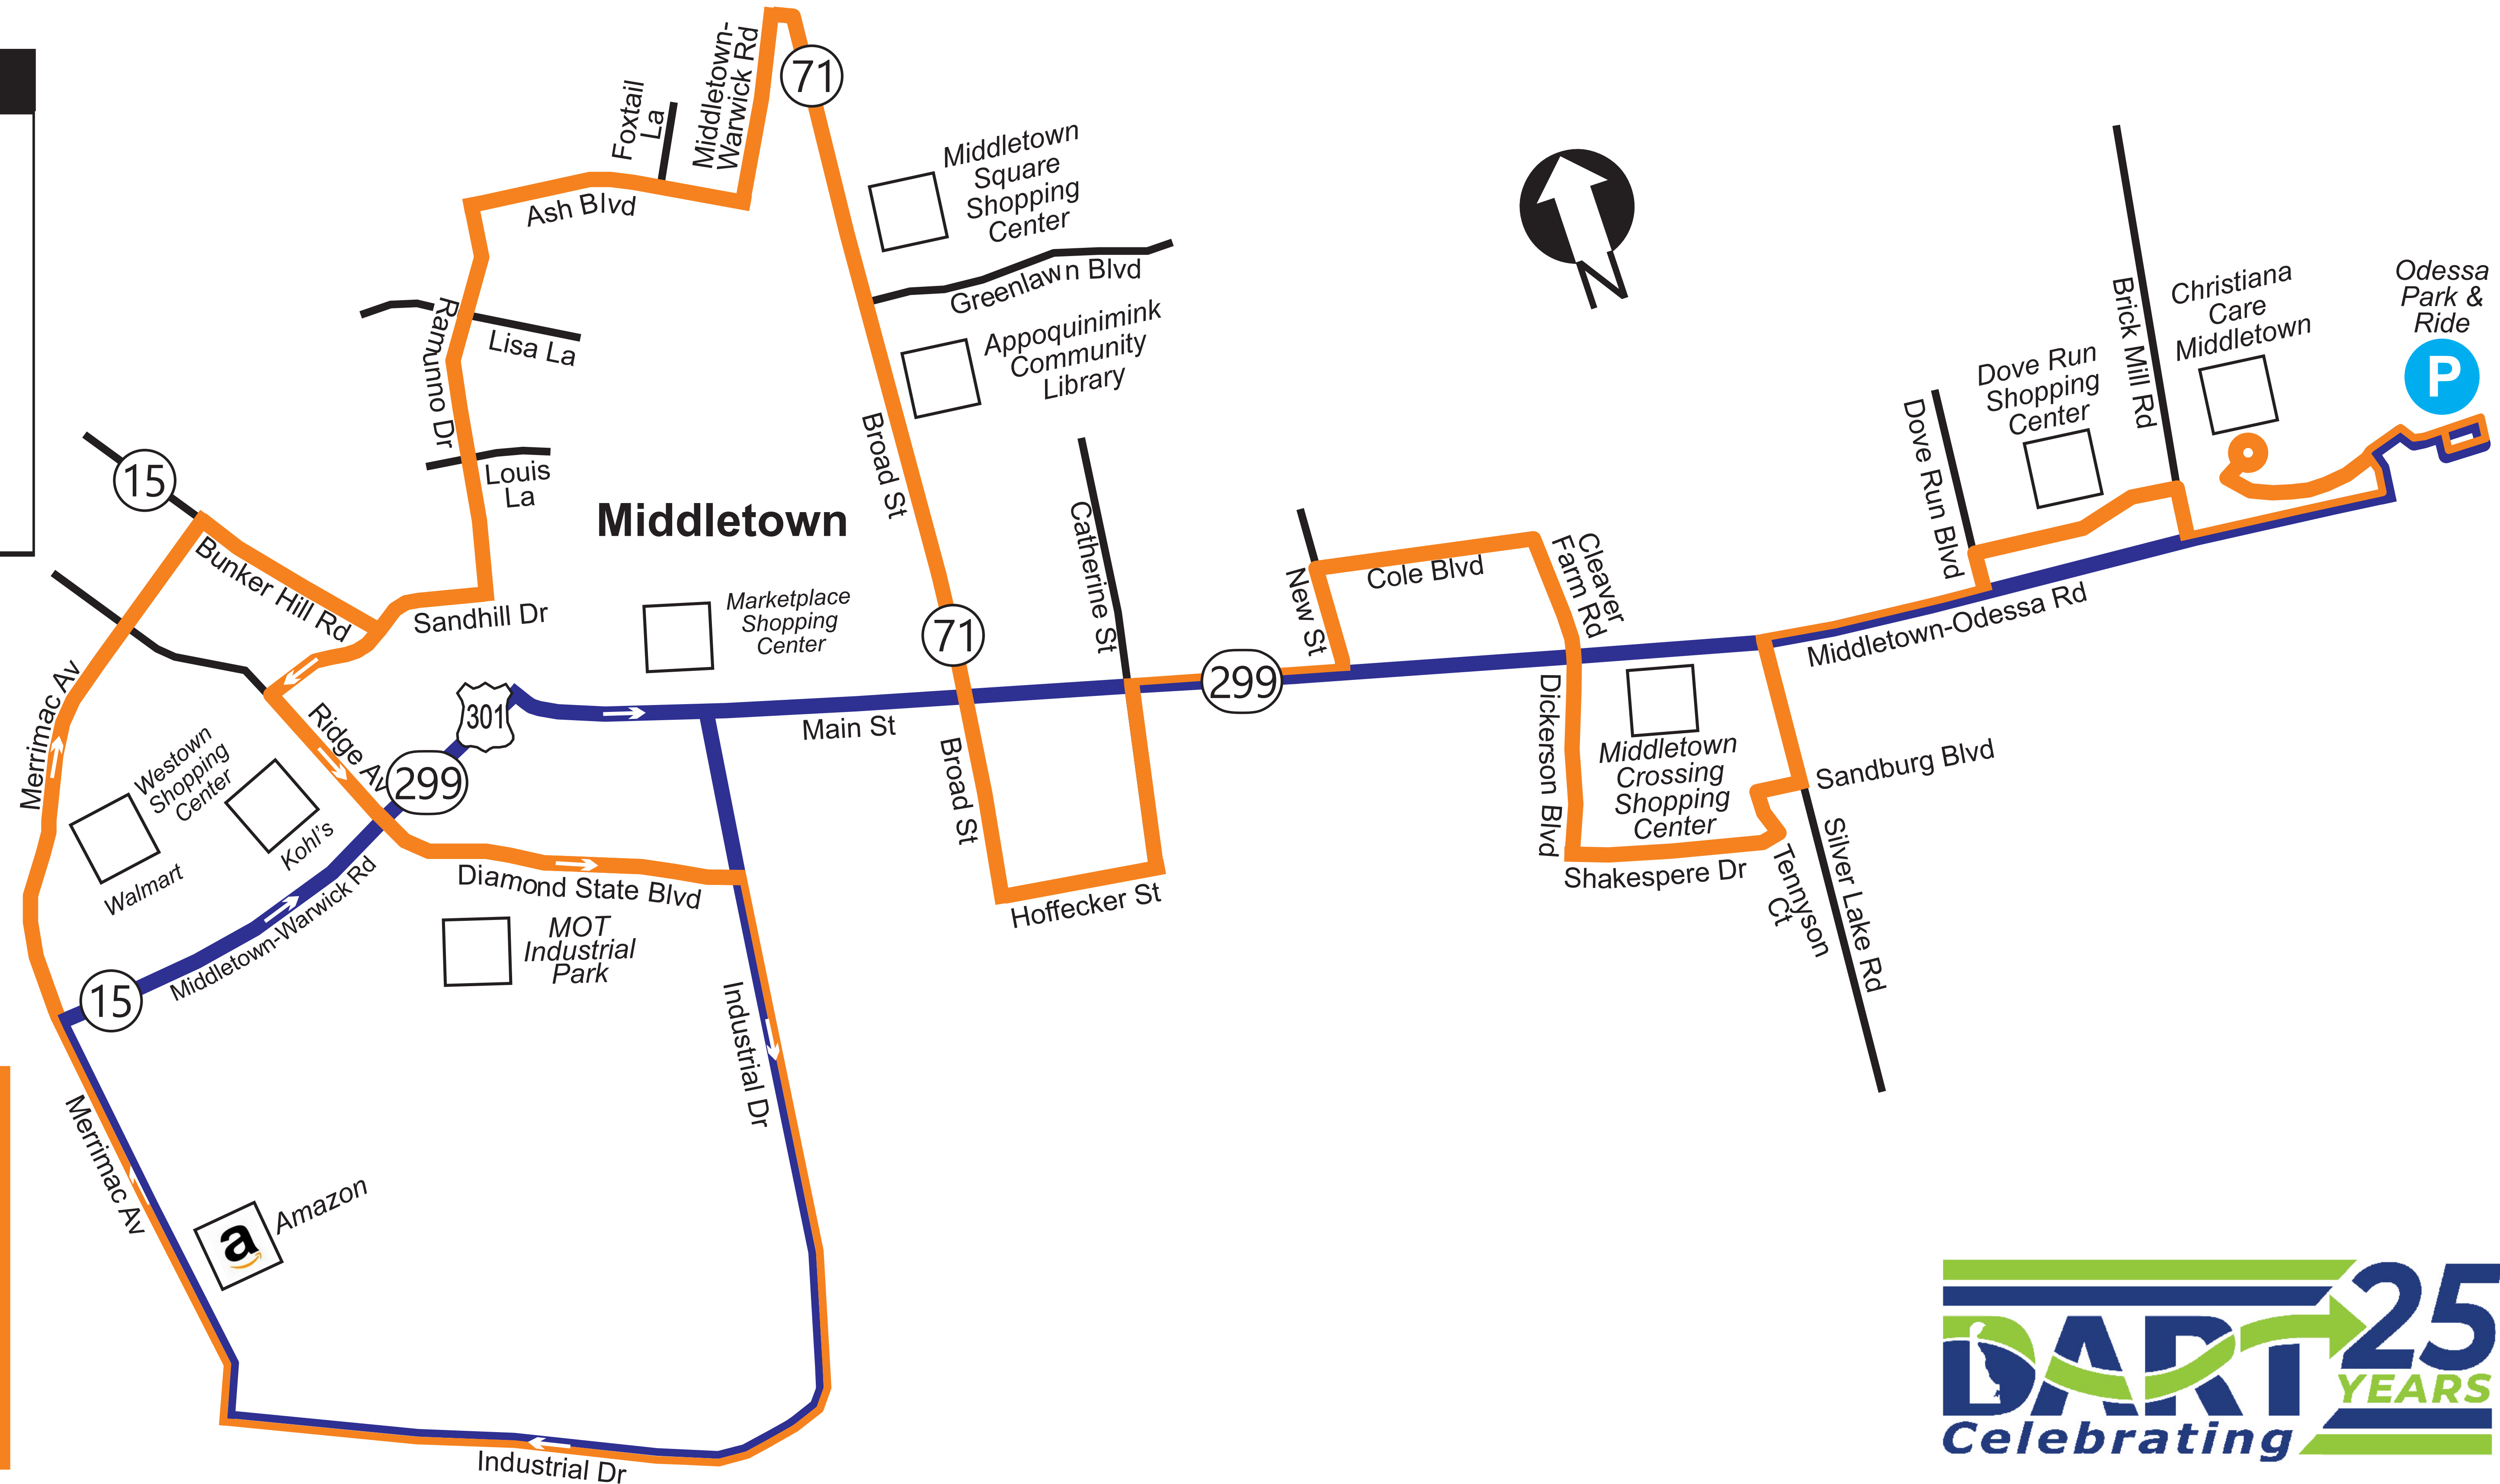 Middletown-
Warwick Rd
71
Foxtail
La
Middletown
Square
Shopping
Center
Ash Blvd
Greenlawn Blvd
Ramunno Dr
Lisa La
Appoquinimink
Community
Library
Broad St
Louis
La
15
Bunker Hill Rd
Sandhill Dr
Middletown
Marketplace
Shopping
Center
71
Catherine St
New St
Cole Blvd
Cleaver
Farm Rd
Dove Run Blvd
Dove Run
Shopping
Center
Brick Mill Rd
Christiana
Care
Middletown
Odessa
Park &
Ride
P
Merrimac Av
Ridge Av
301
299
Main St
299
Middletown-Odessa Rd
Westown
Shopping
Center
Kohl's
Walmart
Middletown-Warwick Rd
15
Diamond State Blvd
MOT
Industrial
Park
Broad St
Hoffecker St
Dickerson Blvd
Middletown
Crossing
Shopping
Center
Shakespere Dr
Tennyson
Ct
Sandburg Blvd
Silver Lake Rd
Industrial Dr
Merrimac Av
a
Amazon
Industrial Dr
DART
25
YEARS
Celebrating